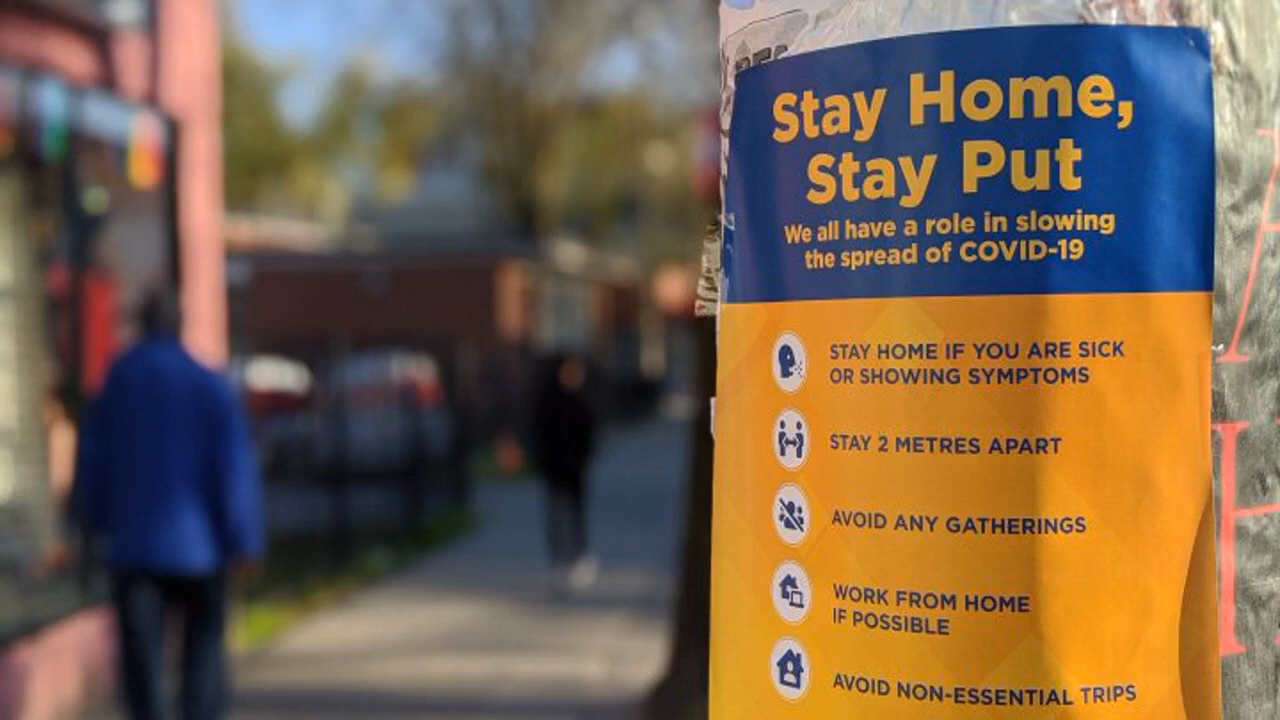 Stay Home,
Stay Put
We all have a role in slowing
the spread of COVID-19
STAY HOME IF YOU ARE SICK
OR SHOWING SYMPTOMS
STAY 2 METRES APART
AVOID ANY GATHERINGS
WORK FROM HOME
IF POSSIBLE
AVOID NON-ESSENTIAL TRIPS